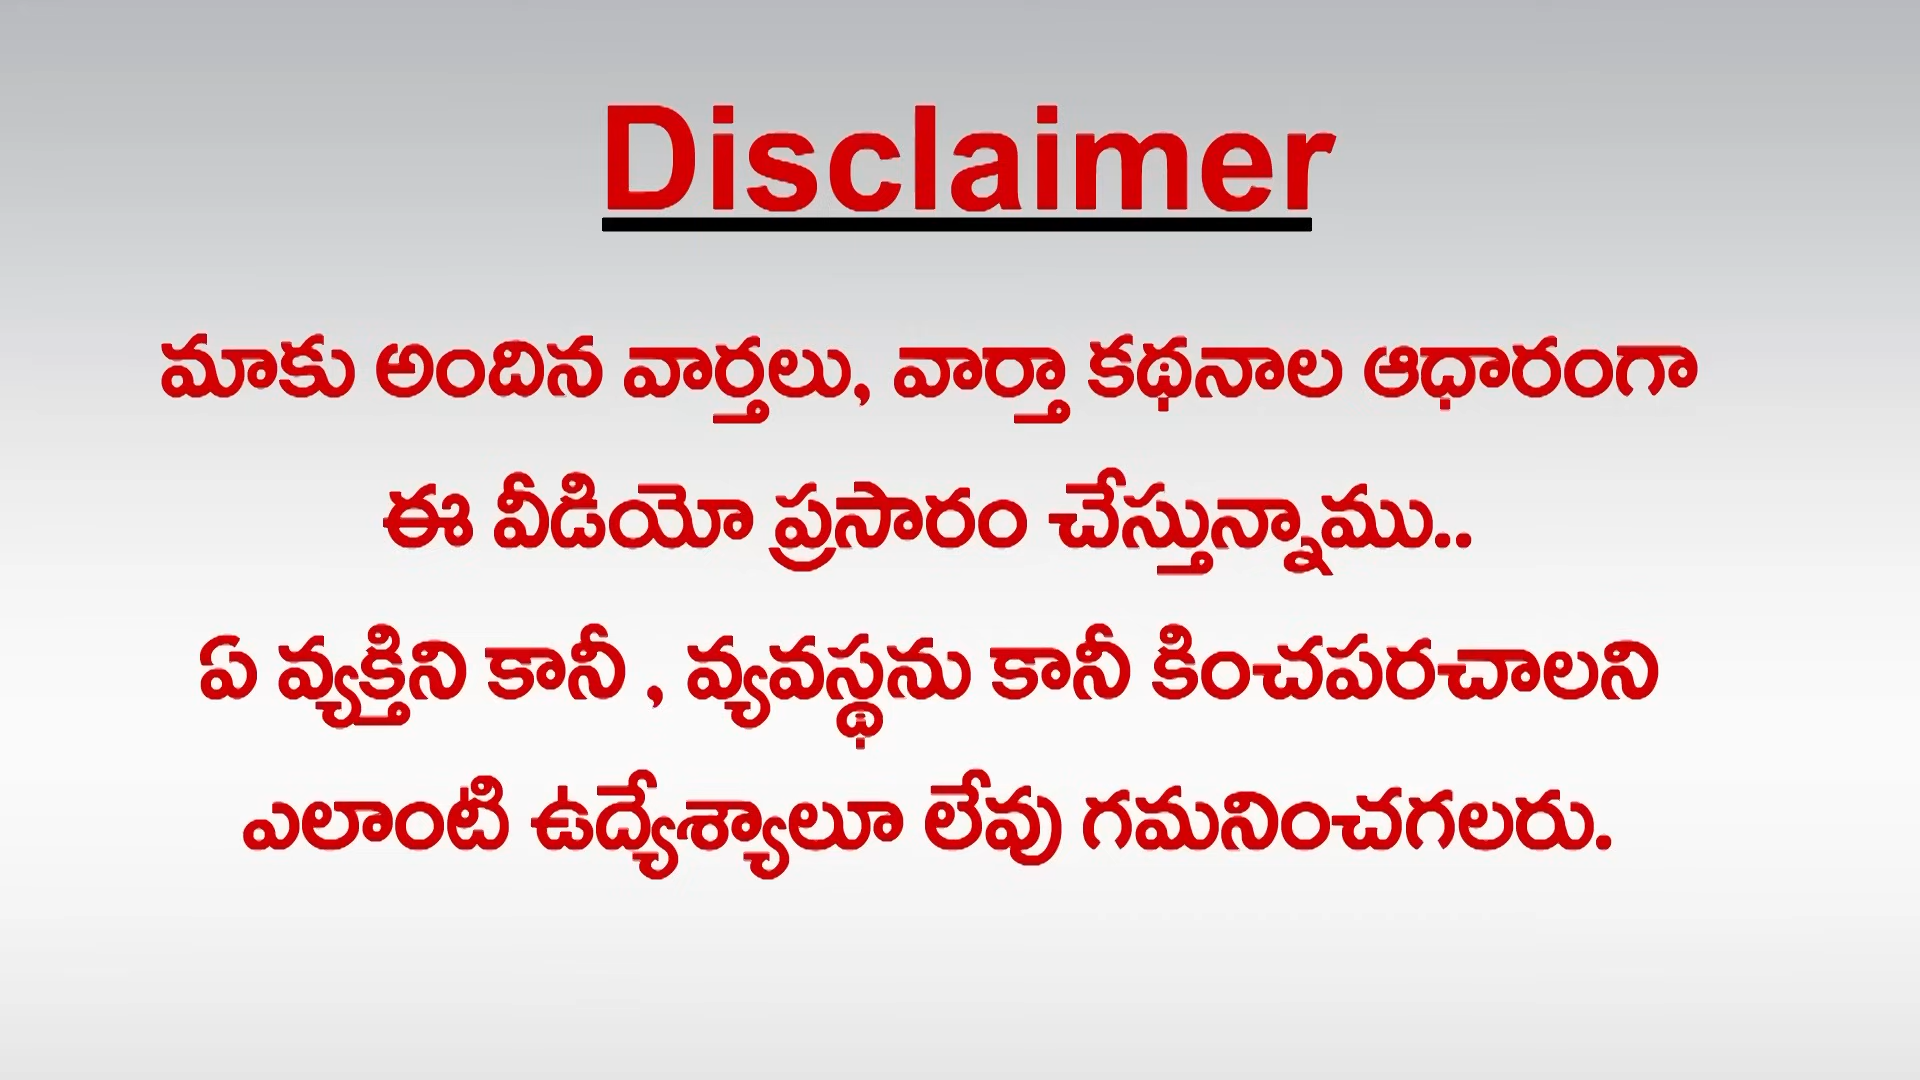 Disclaimer
మాకు అందిన వార్తలు, వార్తా కథనాల ఆధారంగా
ఈ వీడియో ప్రసారం చేస్తున్నాము..
ఏ వ్యక్తిని కానీ , వ్యవస్థను కానీ కించపరచాలని
ఎలాంటి ఉద్యేశ్యాలూ లేవు గమనించగలరు.